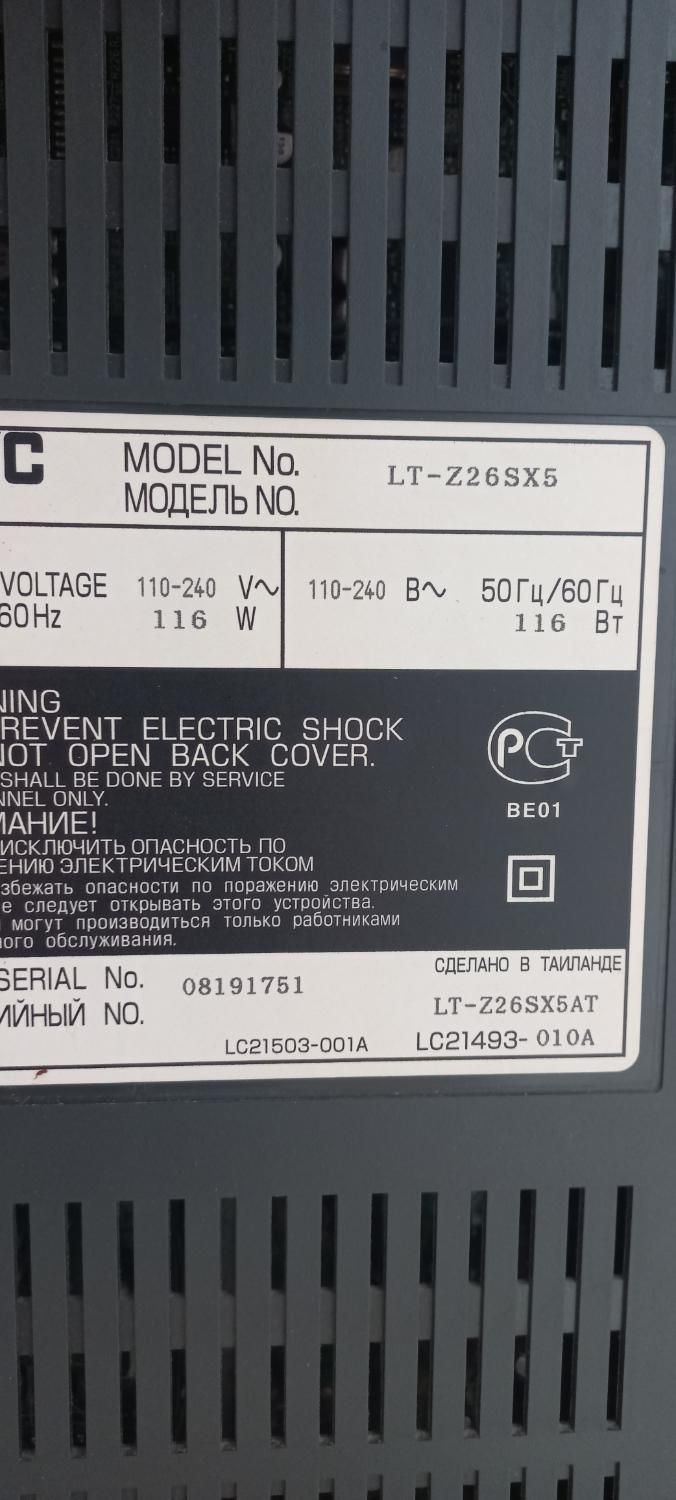 VC
MODEL No. LT-Z26SX5
МОДЕЛЬ NO.
VOLTAGE 110-240 V~ 110-240 В~ 50Гц/60Гц
60Hz 116 W 116 Вт
NING
REVENT ELECTRIC SHOCK
NOT OPEN BACK COVER.
SHALL BE DONE BY SERVICE
NNEL ONLY.
МАНИЕ!
ИСКЛЮЧИТЬ ОПАСНОСТЬ ПО
ЕНИЮ ЭЛЕКТРИЧЕСКИМ ТОКОМ
збежать опасности по поражению электрическим
е следует открывать этого устройства.
могут производиться только работниками
ного обслуживания.
РСТ
BE01
SERIAL No. 08191751
ИЙНЫЙ NO.
СДЕЛАНО В ТАИЛАНДЕ
LT-Z26SX5AT
LC21503-001A LC21493-010A